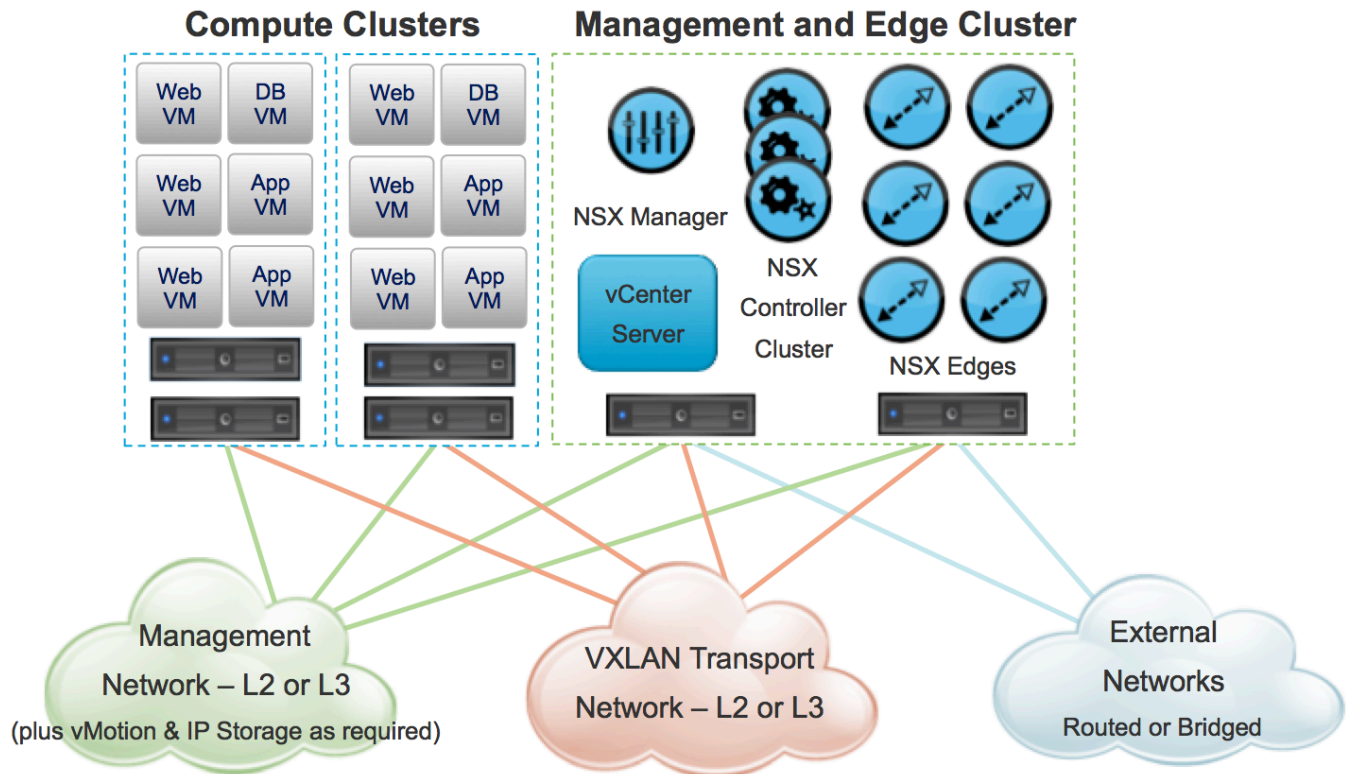 Compute Clusters
Management and Edge Cluster
Web
VM
DB
VM
Web
VM
App
VM
Web
VM
App
VM
Web
VM
DB
VM
Web
VM
App
VM
Web
VM
App
VM
NSX Manager
vCenter
Server
NSX
Controller
Cluster
NSX Edges
Management
Network – L2 or L3
(plus vMotion & IP Storage as required)
VXLAN Transport
Network – L2 or L3
External
Networks
Routed or Bridged